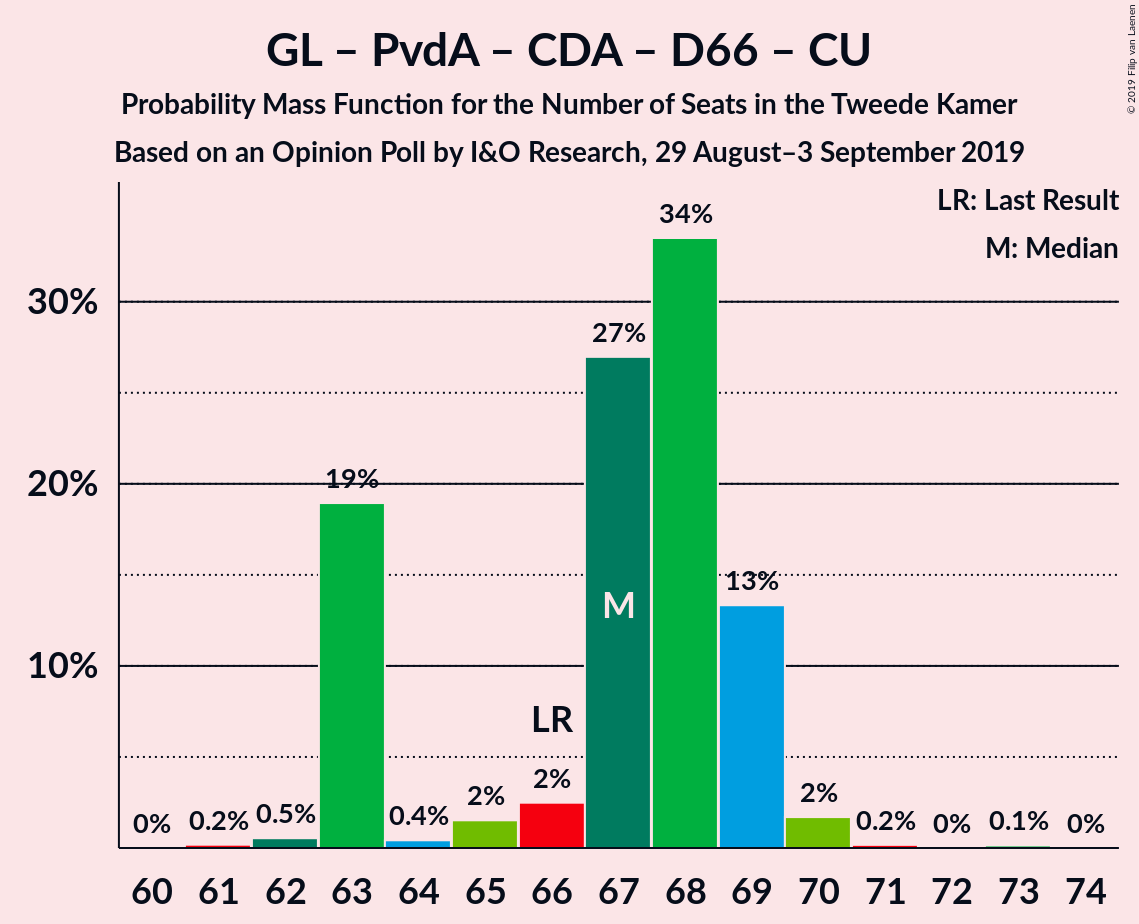 GL – PvdA – CDA – D66 – CU
Probability Mass Function for the Number of Seats in the Tweede Kamer
Based on an Opinion Poll by I&O Research, 29 August–3 September 2019
© 2019 Filip van Laenen
LR: Last Result
M: Median
30%
20%
10%
0%
0.2%
0.5%
19%
0.4%
2%
2%
LR
27%
M
34%
13%
2%
0.2%
0%
0.1%
0%
60 61 62 63 64 65 66 67 68 69 70 71 72 73 74